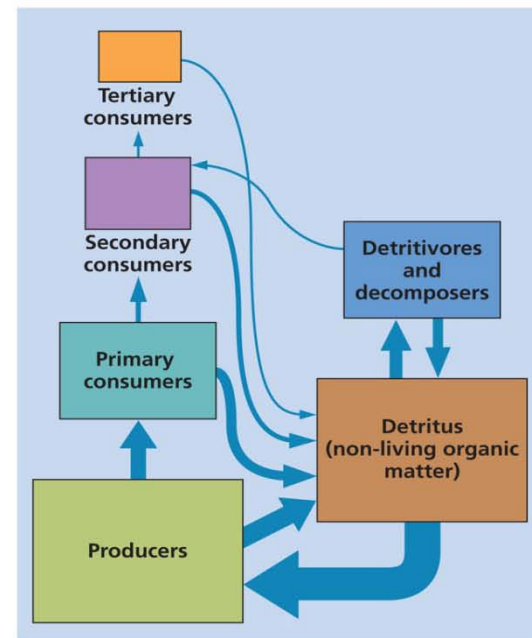 Tertiary
consumers
Secondary
consumers
Detritivores
and
decomposers
Primary
consumers
Detritus
(non-living organic
matter)
Producers